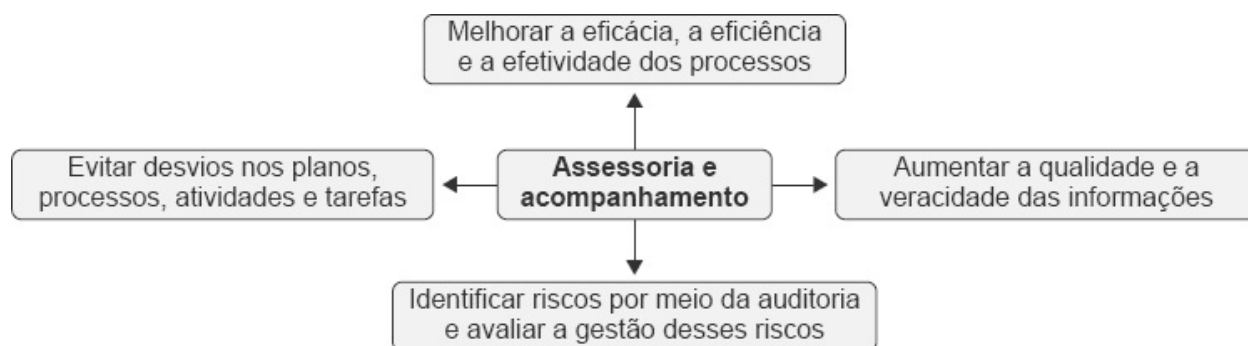 Melhorar a eficácia, a eficiência
e a efetividade dos processos
Evitar desvios nos planos,
processos, atividades e tarefas
Assessoria e
acompanhamento
Aumentar a qualidade e a
veracidade das informações
Identificar riscos por meio da auditoria
e avaliar a gestão desses riscos